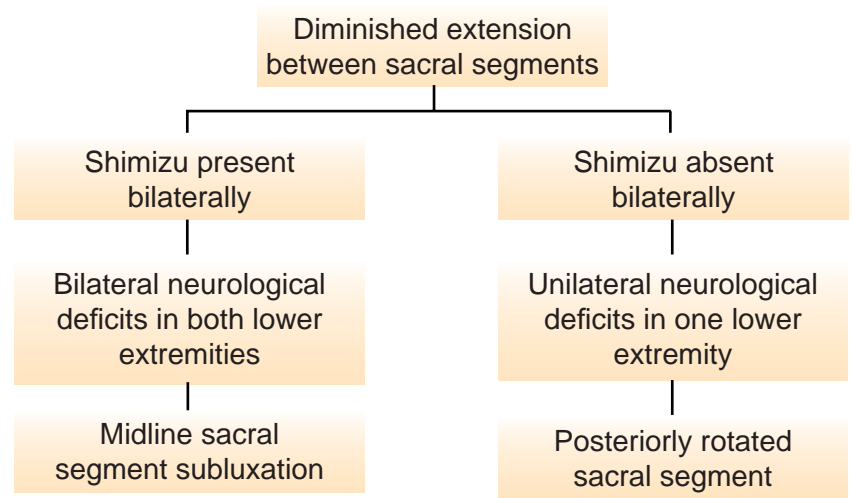 Diminished extension
between sacral segments
Shimizu present
bilaterally
Shimizu absent
bilaterally
Bilateral neurological
deficits in both lower
extremities
Unilateral neurological
deficits in one lower
extremity
Midline sacral
segment subluxation
Posteriorly rotated
sacral segment